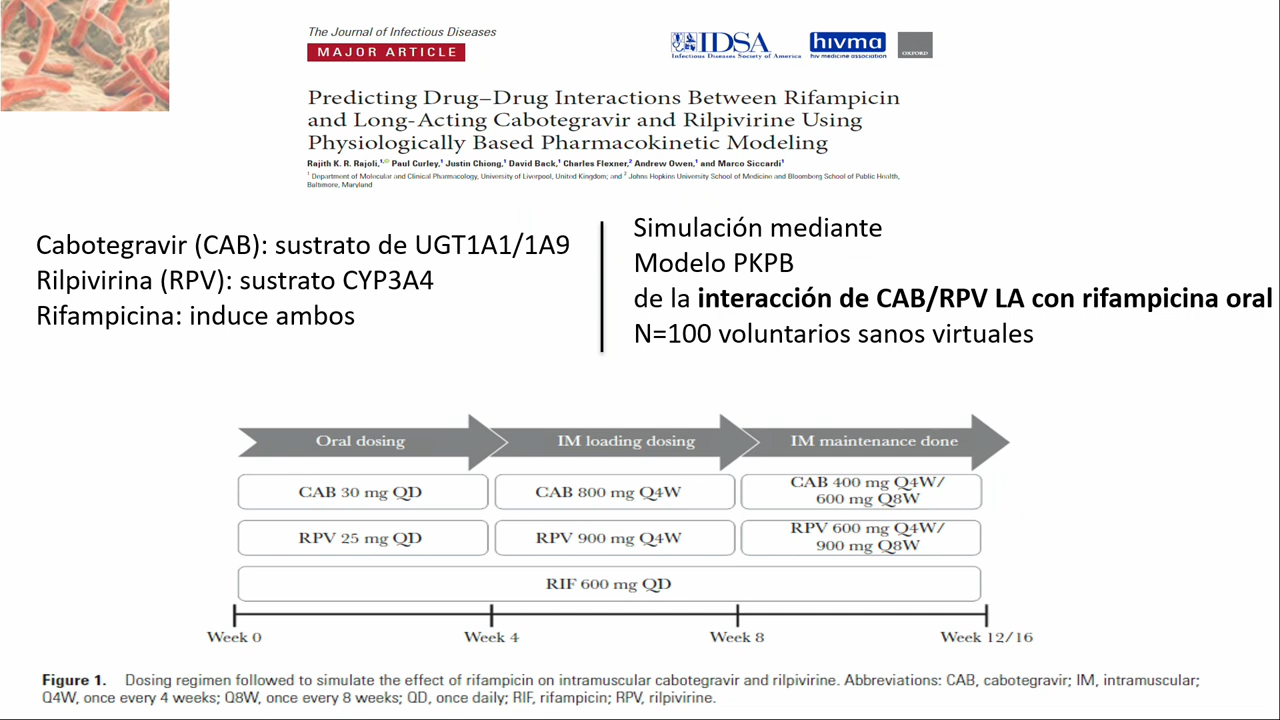 The Journal of Infectious Diseases
MAJOR ARTICLE
IDSA
Infectious Diseases Society of America
hivma
hiv medicine association
OXFORD
Predicting Drug–Drug Interactions Between Rifampicin
and Long-Acting Cabotegravir and Rilpivirine Using
Physiologically Based Pharmacokinetic Modeling
Rajith K. R. Rajoli,¹ Paul Curley,¹ Justin Chiong,¹ David Back,¹ Charles Flexner,² Andrew Owen,¹ and Marco Siccardi¹
¹ Department of Molecular and Clinical Pharmacology, University of Liverpool, United Kingdom; and ² Johns Hopkins University School of Medicine and Bloomberg School of Public Health,
Baltimore, Maryland
Cabotegravir (CAB): sustrato de UGT1A1/1A9
Rilpivirina (RPV): sustrato CYP3A4
Rifampicina: induce ambos
Simulación mediante
Modelo PKPB
de la interacción de CAB/RPV LA con rifampicina oral
N=100 voluntarios sanos virtuales
Oral dosing
IM loading dosing
IM maintenance done
CAB 30 mg QD
CAB 800 mg Q4W
CAB 400 mg Q4W/
600 mg Q8W
RPV 25 mg QD
RPV 900 mg Q4W
RPV 600 mg Q4W/
900 mg Q8W
RIF 600 mg QD
Week 0
Week 4
Week 8
Week 12/16
Figure 1. Dosing regimen followed to simulate the effect of rifampicin on intramuscular cabotegravir and rilpivirine. Abbreviations: CAB, cabotegravir; IM, intramuscular;
Q4W, once every 4 weeks; Q8W, once every 8 weeks; QD, once daily; RIF, rifampicin; RPV, rilpivirine.